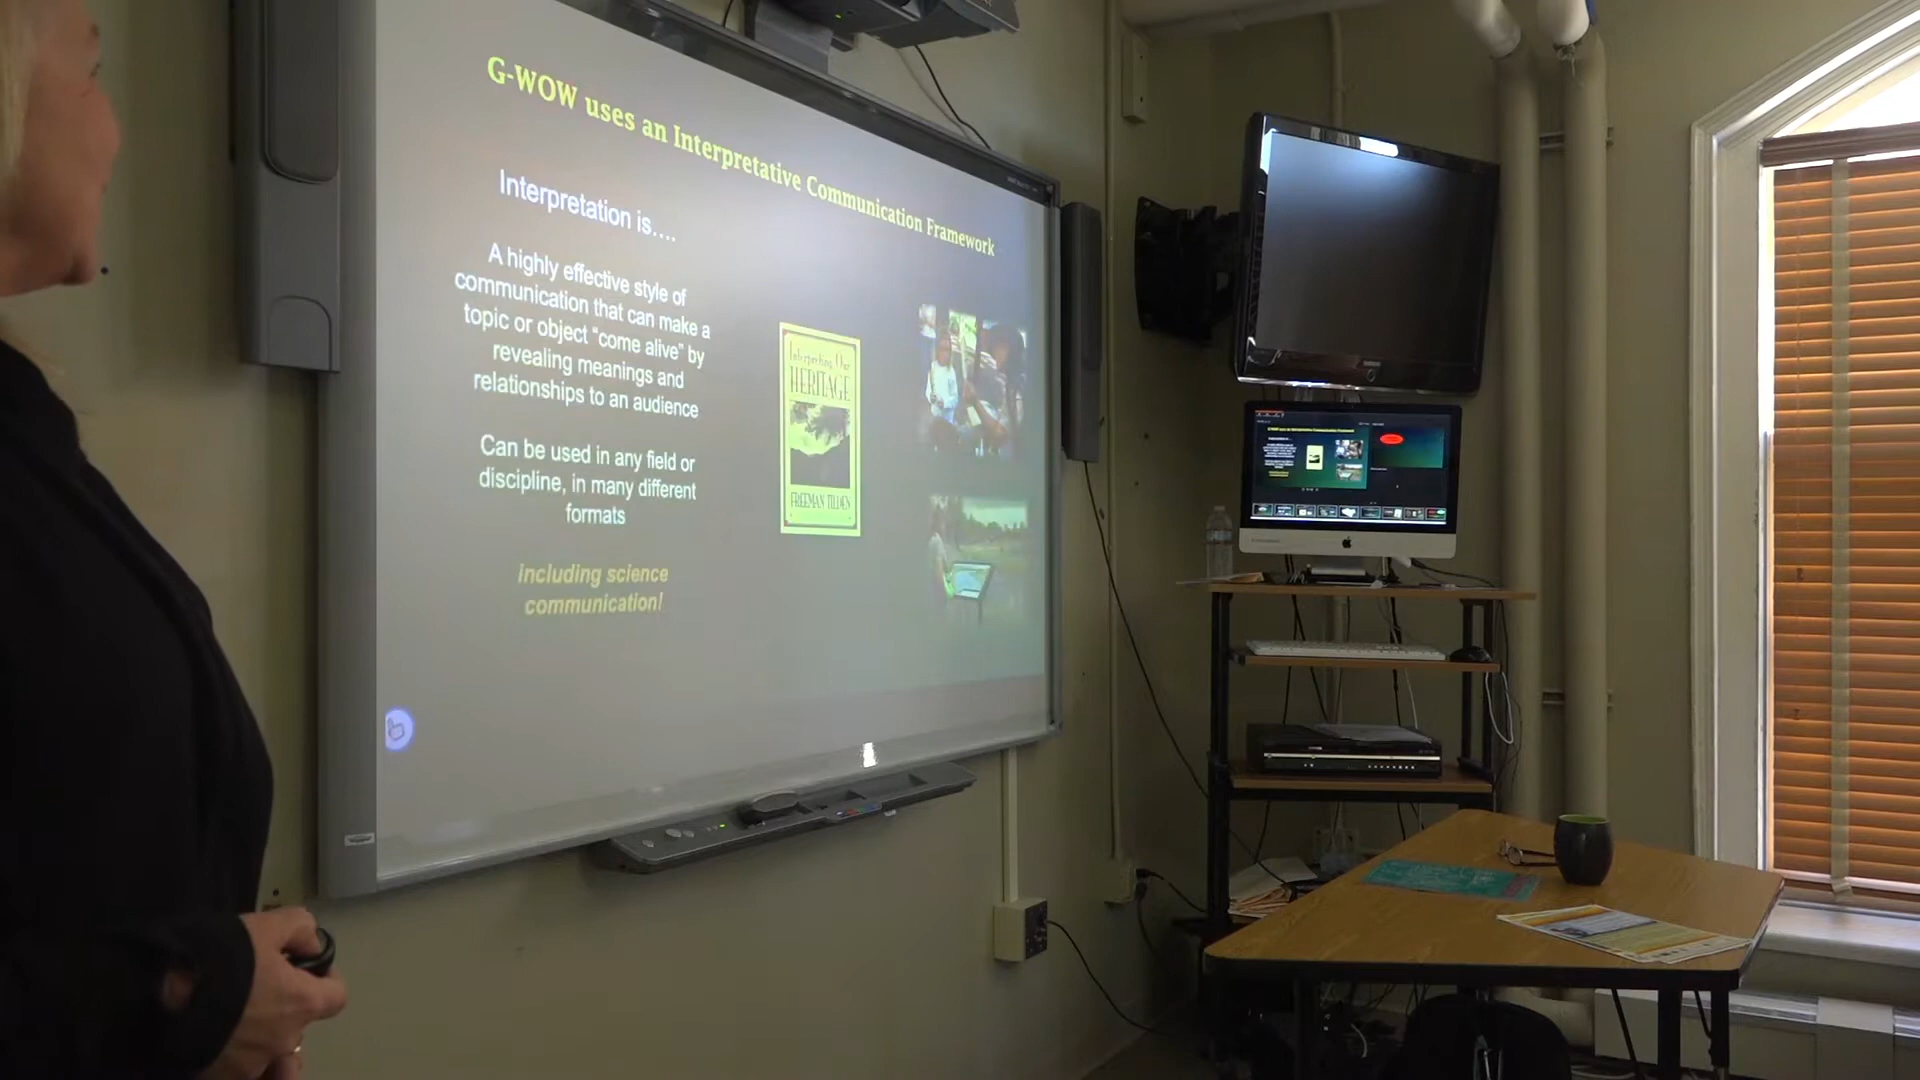 G-WOW uses an Interpretative Communication Framework
Interpretation is....
A highly effective style of
communication that can make a
topic or object “come alive” by
revealing meanings and
relationships to an audience
Can be used in any field or
discipline, in many different
formats
including science
communication!
Interpreting Our
HERITAGE
FREEMAN TILDEN